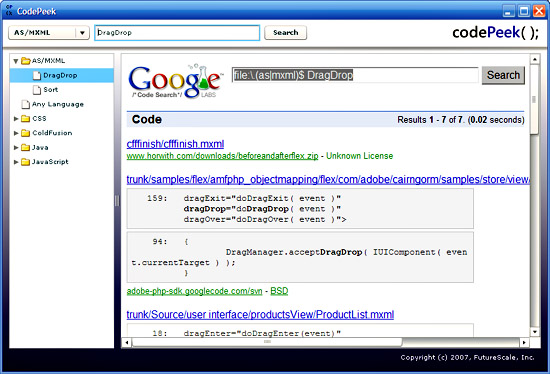 CodePeek
AS/MXML DragDrop Search codePeek( );
AS/MXML
DragDrop
Sort
Any Language
CSS
ColdFusion
Java
JavaScript
Google
/* Code Search*/ LABS
file:\.(as|mxml)$ DragDrop Search
Code Results 1 - 7 of 7. (0.02 seconds)
cfffinish/cfffinish.mxml
www.horwith.com/downloads/beforeandafterflex.zip - Unknown License
trunk/samples/flex/amfphp_objectmapping/flex/com/adobe/cairngorm/samples/store/view/
159: dragExit="doDragExit( event )"
dragDrop="doDragDrop( event )"
dragOver="doDragOver( event )">
94: {
DragManager.acceptDragDrop( IUIComponent( even
t.currentTarget ) );
}
adobe-php-sdk.googlecode.com/svn - BSD
trunk/Source/user interface/productsView/ProductList.mxml
18: dragEnter="doDragEnter(event)"
Copyright (c) 2007, FutureScale, Inc.